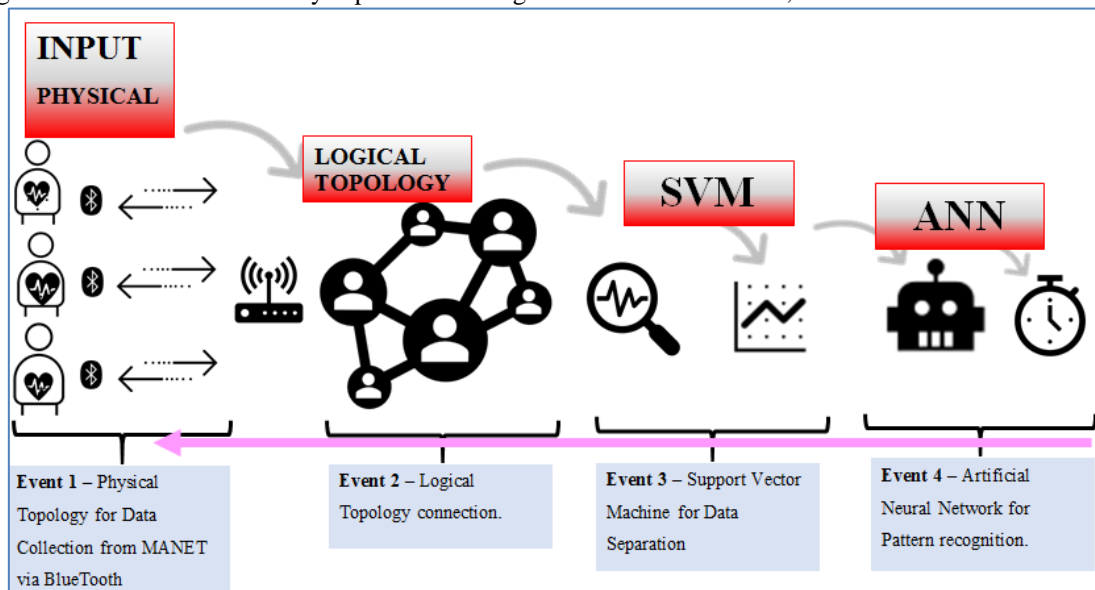 INPUT
PHYSICAL
LOGICAL
TOPOLOGY
SVM
ANN
Event 1 – Physical
Topology for Data
Collection from MANET
via BlueTooth
Event 2 – Logical
Topology connection.
Event 3 – Support Vector
Machine for Data
Separation
Event 4 – Artificial
Neural Network for
Pattern recognition.